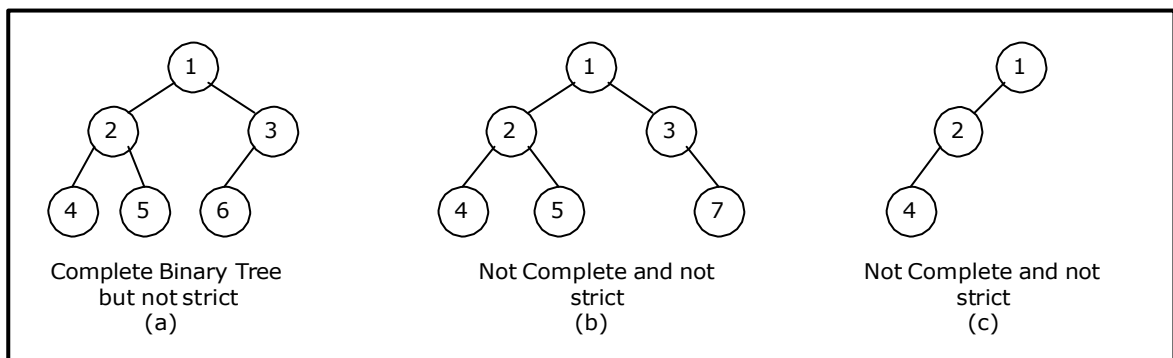 1
2
3
4
5
6
Complete Binary Tree
but not strict
(a)
1
2
3
4
5
7
Not Complete and not
strict
(b)
1
2
4
Not Complete and not
strict
(c)